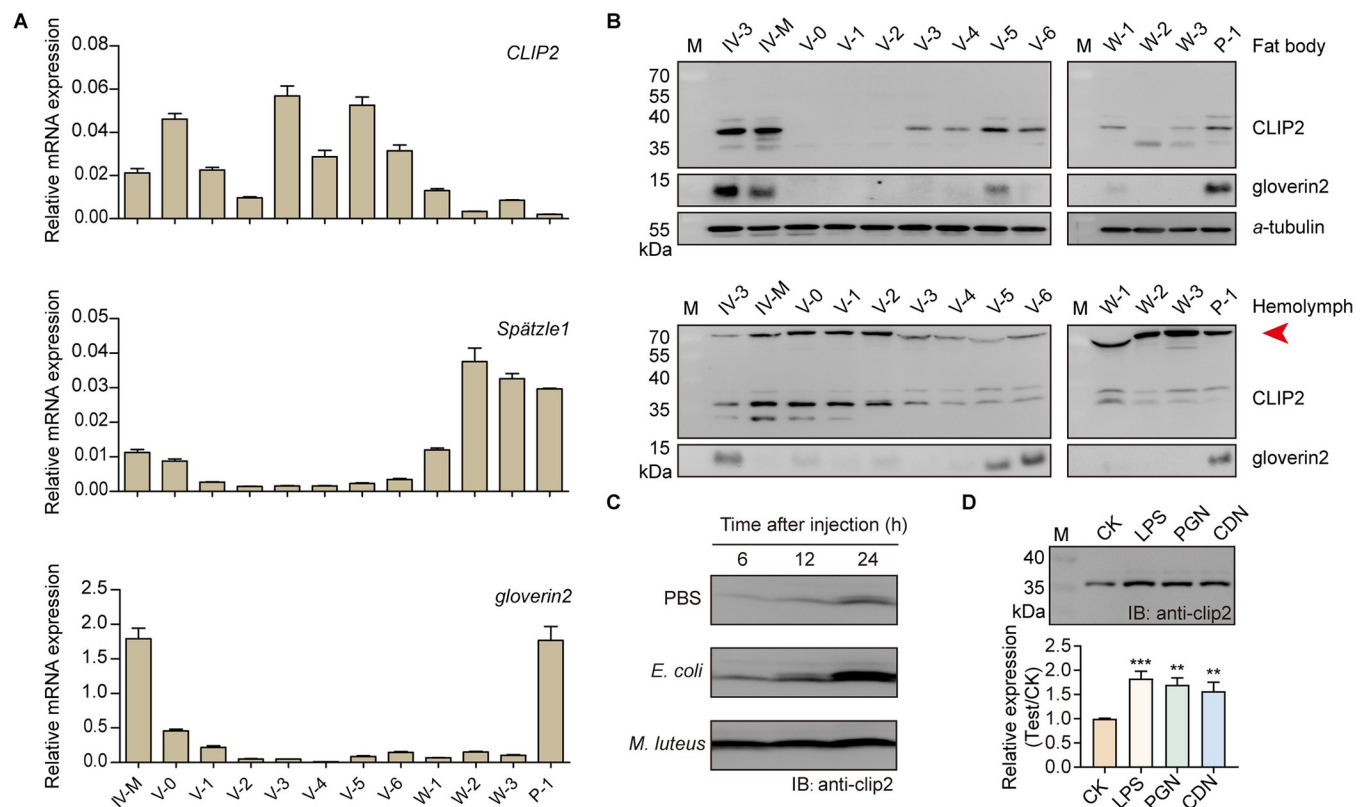 A
Relative mRNA expression
0.08
0.06
0.04
0.02
0.00
CLIP2
Relative mRNA expression
0.05
0.04
0.03
0.01
0.00
Spätzle1
Relative mRNA expression
2.5
2.0
1.5
1.0
0.5
0.0
gloverin2
IV-M V-0 V-1 V-2 V-3 V-4 V-5 V-6 W-1 W-2 W-3 P-1
B
M IV-3 IV-M V-0 V-1 V-2 V-3 V-4 V-5 V-6 M W-1 W-2 W-3 P-1 Fat body
70
55
40
35
CLIP2
15
gloverin2
55
a-tubulin
kDa
M IV-3 IV-M V-0 V-1 V-2 V-3 V-4 V-5 V-6 M W-1 W-2 W-3 P-1 Hemolymph
70
55
40
35
CLIP2
15
gloverin2
kDa
C
Time after injection (h)
6 12 24
PBS
E. coli
M. luteus
IB: anti-clip2
D
M CK LPS PGN CDN
40
35
kDa
IB: anti-clip2
Relative expression
(Test/CK)
2.5
2.0
1.5
1.0
0.5
0.0
*** ** **
CK LPS PGN CDN